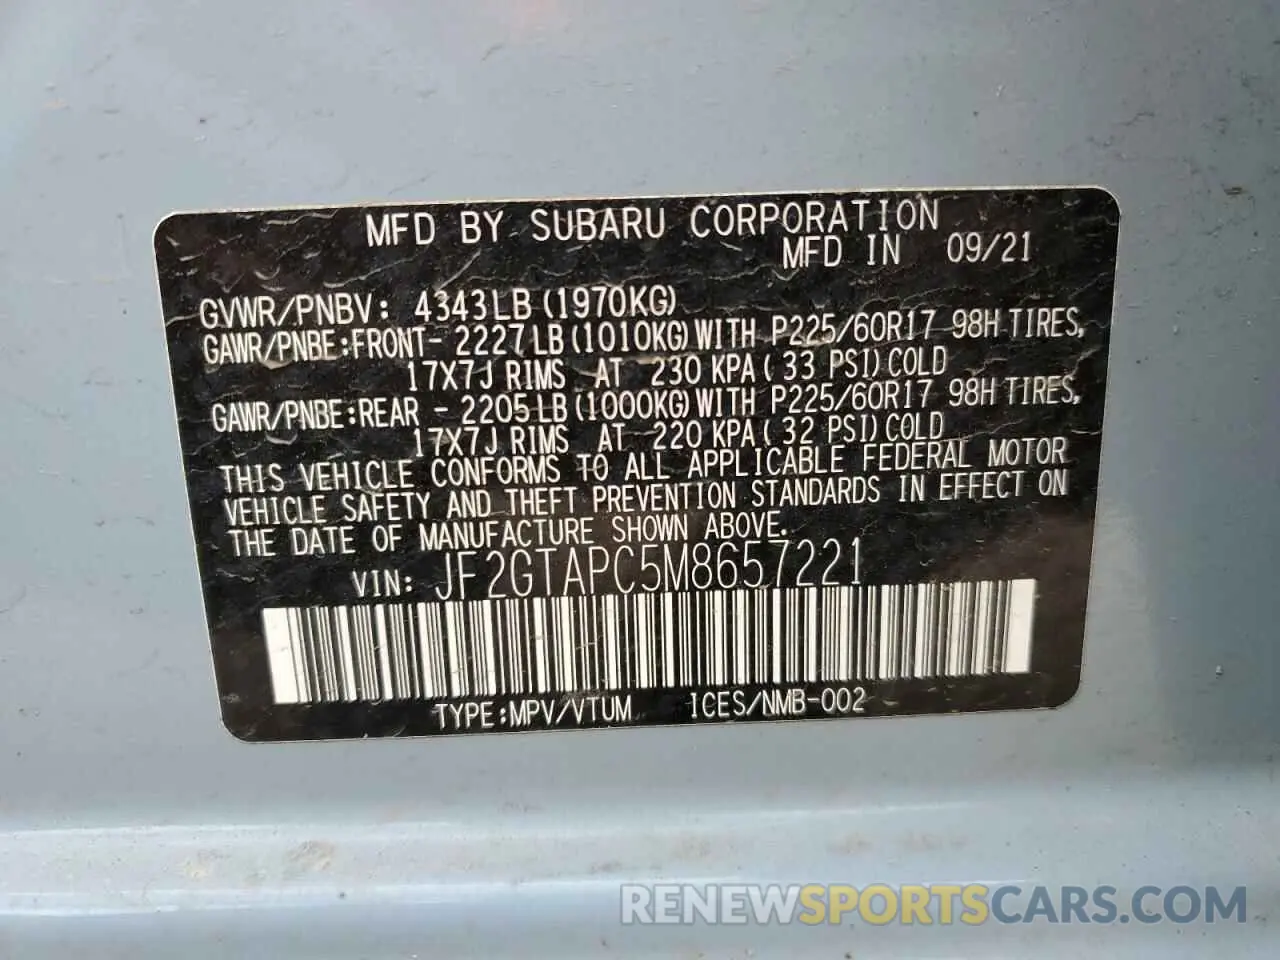 MFD BY SUBARU CORPORATION
MFD IN 09/21
GVWR/PNBV: 4343LB (1970KG)
GAWR/PNBE:FRONT- 2227LB (1010KG) WITH P225/60R17 98H TIRES,
17X7J RIMS AT 230 KPA ( 33 PSI) COLD
GAWR/PNBE:REAR - 2205LB (1000KG) WITH P225/60R17 98H TIRES,
17X7J RIMS AT 220 KPA ( 32 PSI) COLD
THIS VEHICLE CONFORMS TO ALL APPLICABLE FEDERAL MOTOR
VEHICLE SAFETY AND THEFT PREVENTION STANDARDS IN EFFECT ON
THE DATE OF MANUFACTURE SHOWN ABOVE.
VIN: JF2GTAPC5M8657221
TYPE:MPV/VTUM ICES/NMB-002
RENEWSPORTSCARS.COM